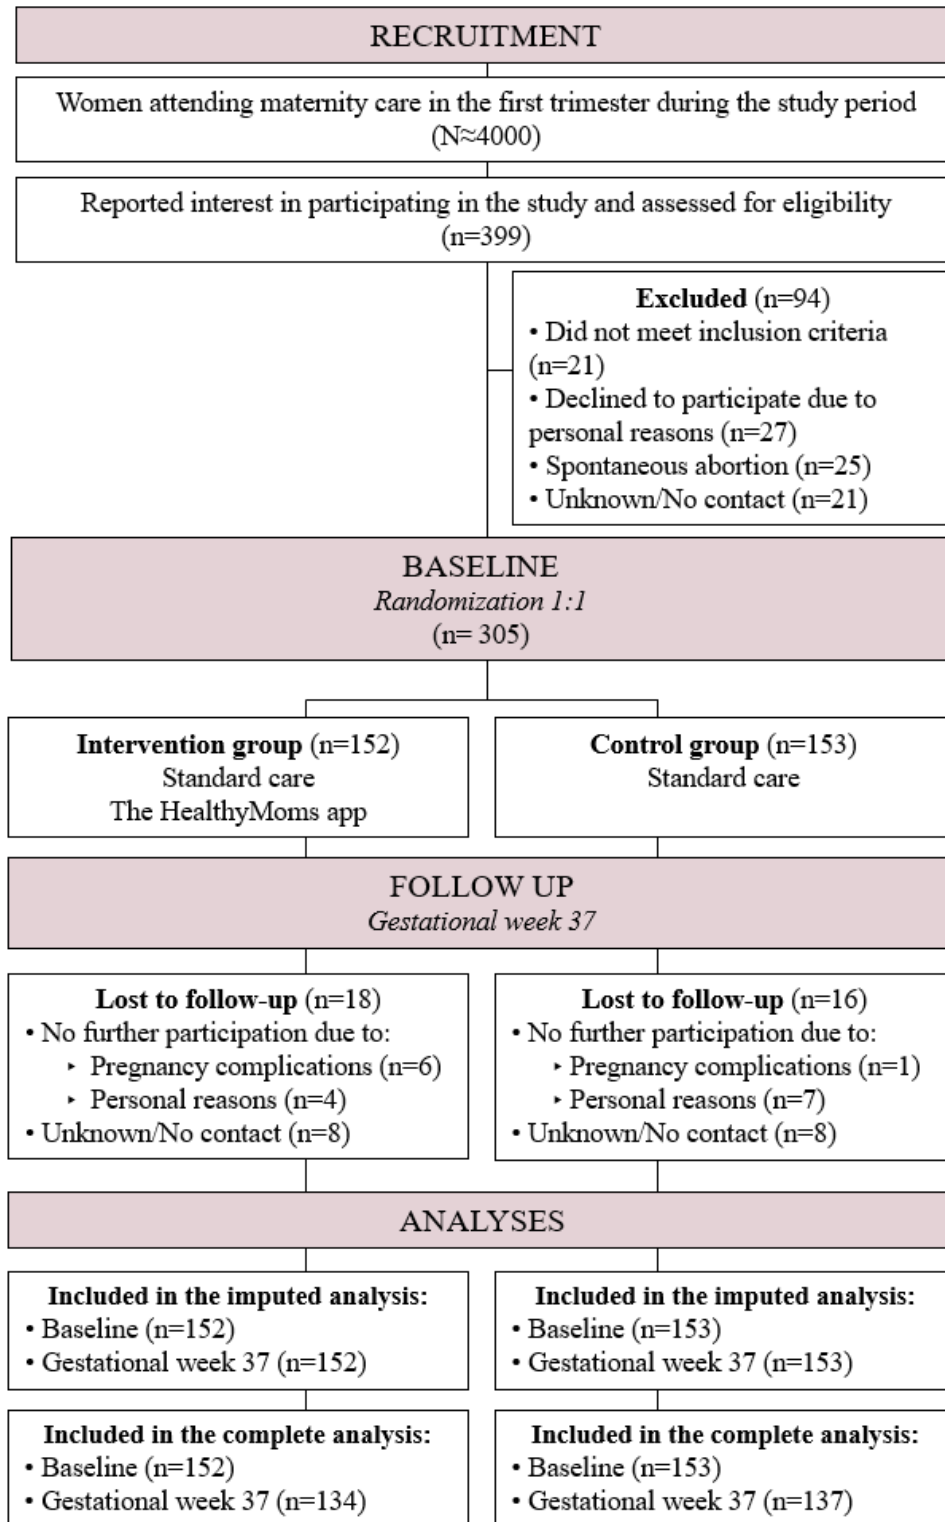 RECRUITMENT
Women attending maternity care in the first trimester during the study period
(N≈4000)
Reported interest in participating in the study and assessed for eligibility
(n=399)
Excluded (n=94)
• Did not meet inclusion criteria
(n=21)
• Declined to participate due to
personal reasons (n=27)
• Spontaneous abortion (n=25)
• Unknown/No contact (n=21)
BASELINE
Randomization 1:1
(n= 305)
Intervention group (n=152)
Standard care
The HealthyMoms app
Control group (n=153)
Standard care
FOLLOW UP
Gestational week 37
Lost to follow-up (n=18)
• No further participation due to:
‣ Pregnancy complications (n=6)
‣ Personal reasons (n=4)
• Unknown/No contact (n=8)
Lost to follow-up (n=16)
• No further participation due to:
‣ Pregnancy complications (n=1)
‣ Personal reasons (n=7)
• Unknown/No contact (n=8)
ANALYSES
Included in the imputed analysis:
• Baseline (n=152)
• Gestational week 37 (n=152)
Included in the imputed analysis:
• Baseline (n=153)
• Gestational week 37 (n=153)
Included in the complete analysis:
• Baseline (n=152)
• Gestational week 37 (n=134)
Included in the complete analysis:
• Baseline (n=153)
• Gestational week 37 (n=137)